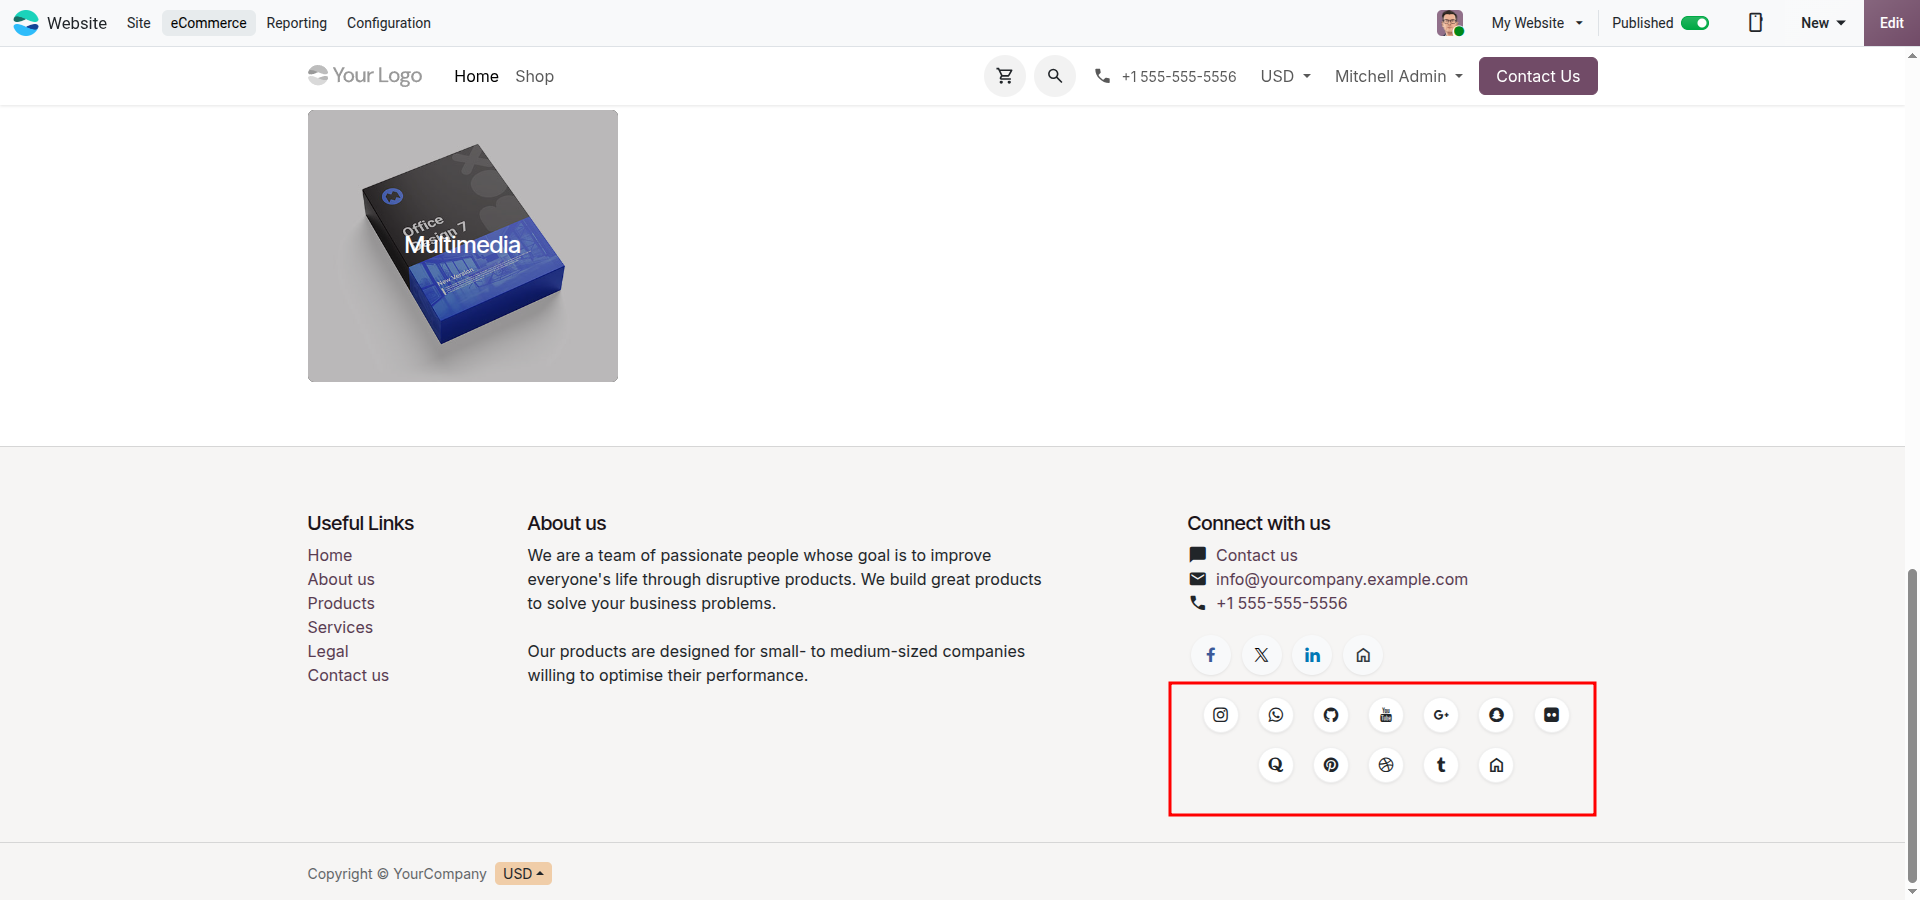 Website Site eCommerce Reporting Configuration My Website Published New Edit
Your Logo Home Shop +1 555-555-5556 USD Mitchell Admin Contact Us
Office
Design 7
Multimedia
New Version
Useful Links
Home
About us
Products
Services
Legal
Contact us
About us
We are a team of passionate people whose goal is to improve
everyone's life through disruptive products. We build great products
to solve your business problems.
Our products are designed for small- to medium-sized companies
willing to optimise their performance.
Connect with us
Contact us
info@yourcompany.example.com
+1 555-555-5556
Copyright © YourCompany USD